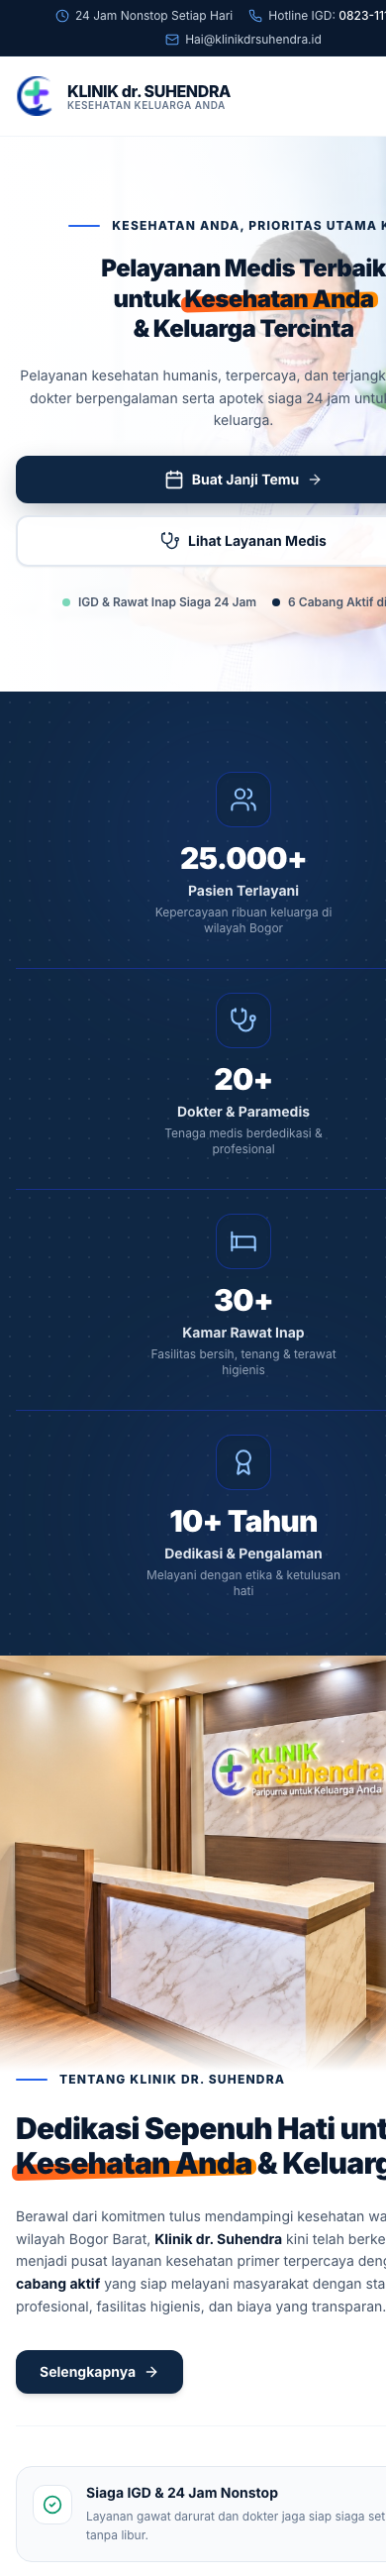 24 Jam Nonstop Setiap Hari Hotline IGD: 0823-11
Hai@klinikdrsuhendra.id
KLINIK dr. SUHENDRA
KESEHATAN KELUARGA ANDA
KESEHATAN ANDA, PRIORITAS UTAMA K
Pelayanan Medis Terbaik
untuk Kesehatan Anda
& Keluarga Tercinta
Pelayanan kesehatan humanis, terpercaya, dan terjangk
dokter berpengalaman serta apotek siaga 24 jam untu
keluarga.
Buat Janji Temu
Lihat Layanan Medis
IGD & Rawat Inap Siaga 24 Jam 6 Cabang Aktif di
25.000+
Pasien Terlayani
Kepercayaan ribuan keluarga di
wilayah Bogor
20+
Dokter & Paramedis
Tenaga medis berdedikasi &
profesional
30+
Kamar Rawat Inap
Fasilitas bersih, tenang & terawat
higienis
10+ Tahun
Dedikasi & Pengalaman
Melayani dengan etika & ketulusan
hati
KLINIK
dr Suhendra
Paripurna untuk Keluarga Anda
TENTANG KLINIK DR. SUHENDRA
Dedikasi Sepenuh Hati unt
Kesehatan Anda & Keluarg
Berawal dari komitmen tulus mendampingi kesehatan wa
wilayah Bogor Barat, Klinik dr. Suhendra kini telah berke
menjadi pusat layanan kesehatan primer terpercaya deng
cabang aktif yang siap melayani masyarakat dengan sta
profesional, fasilitas higienis, dan biaya yang transparan.
Selengkapnya
Siaga IGD & 24 Jam Nonstop
Layanan gawat darurat dan dokter jaga siap siaga set
tanpa libur.